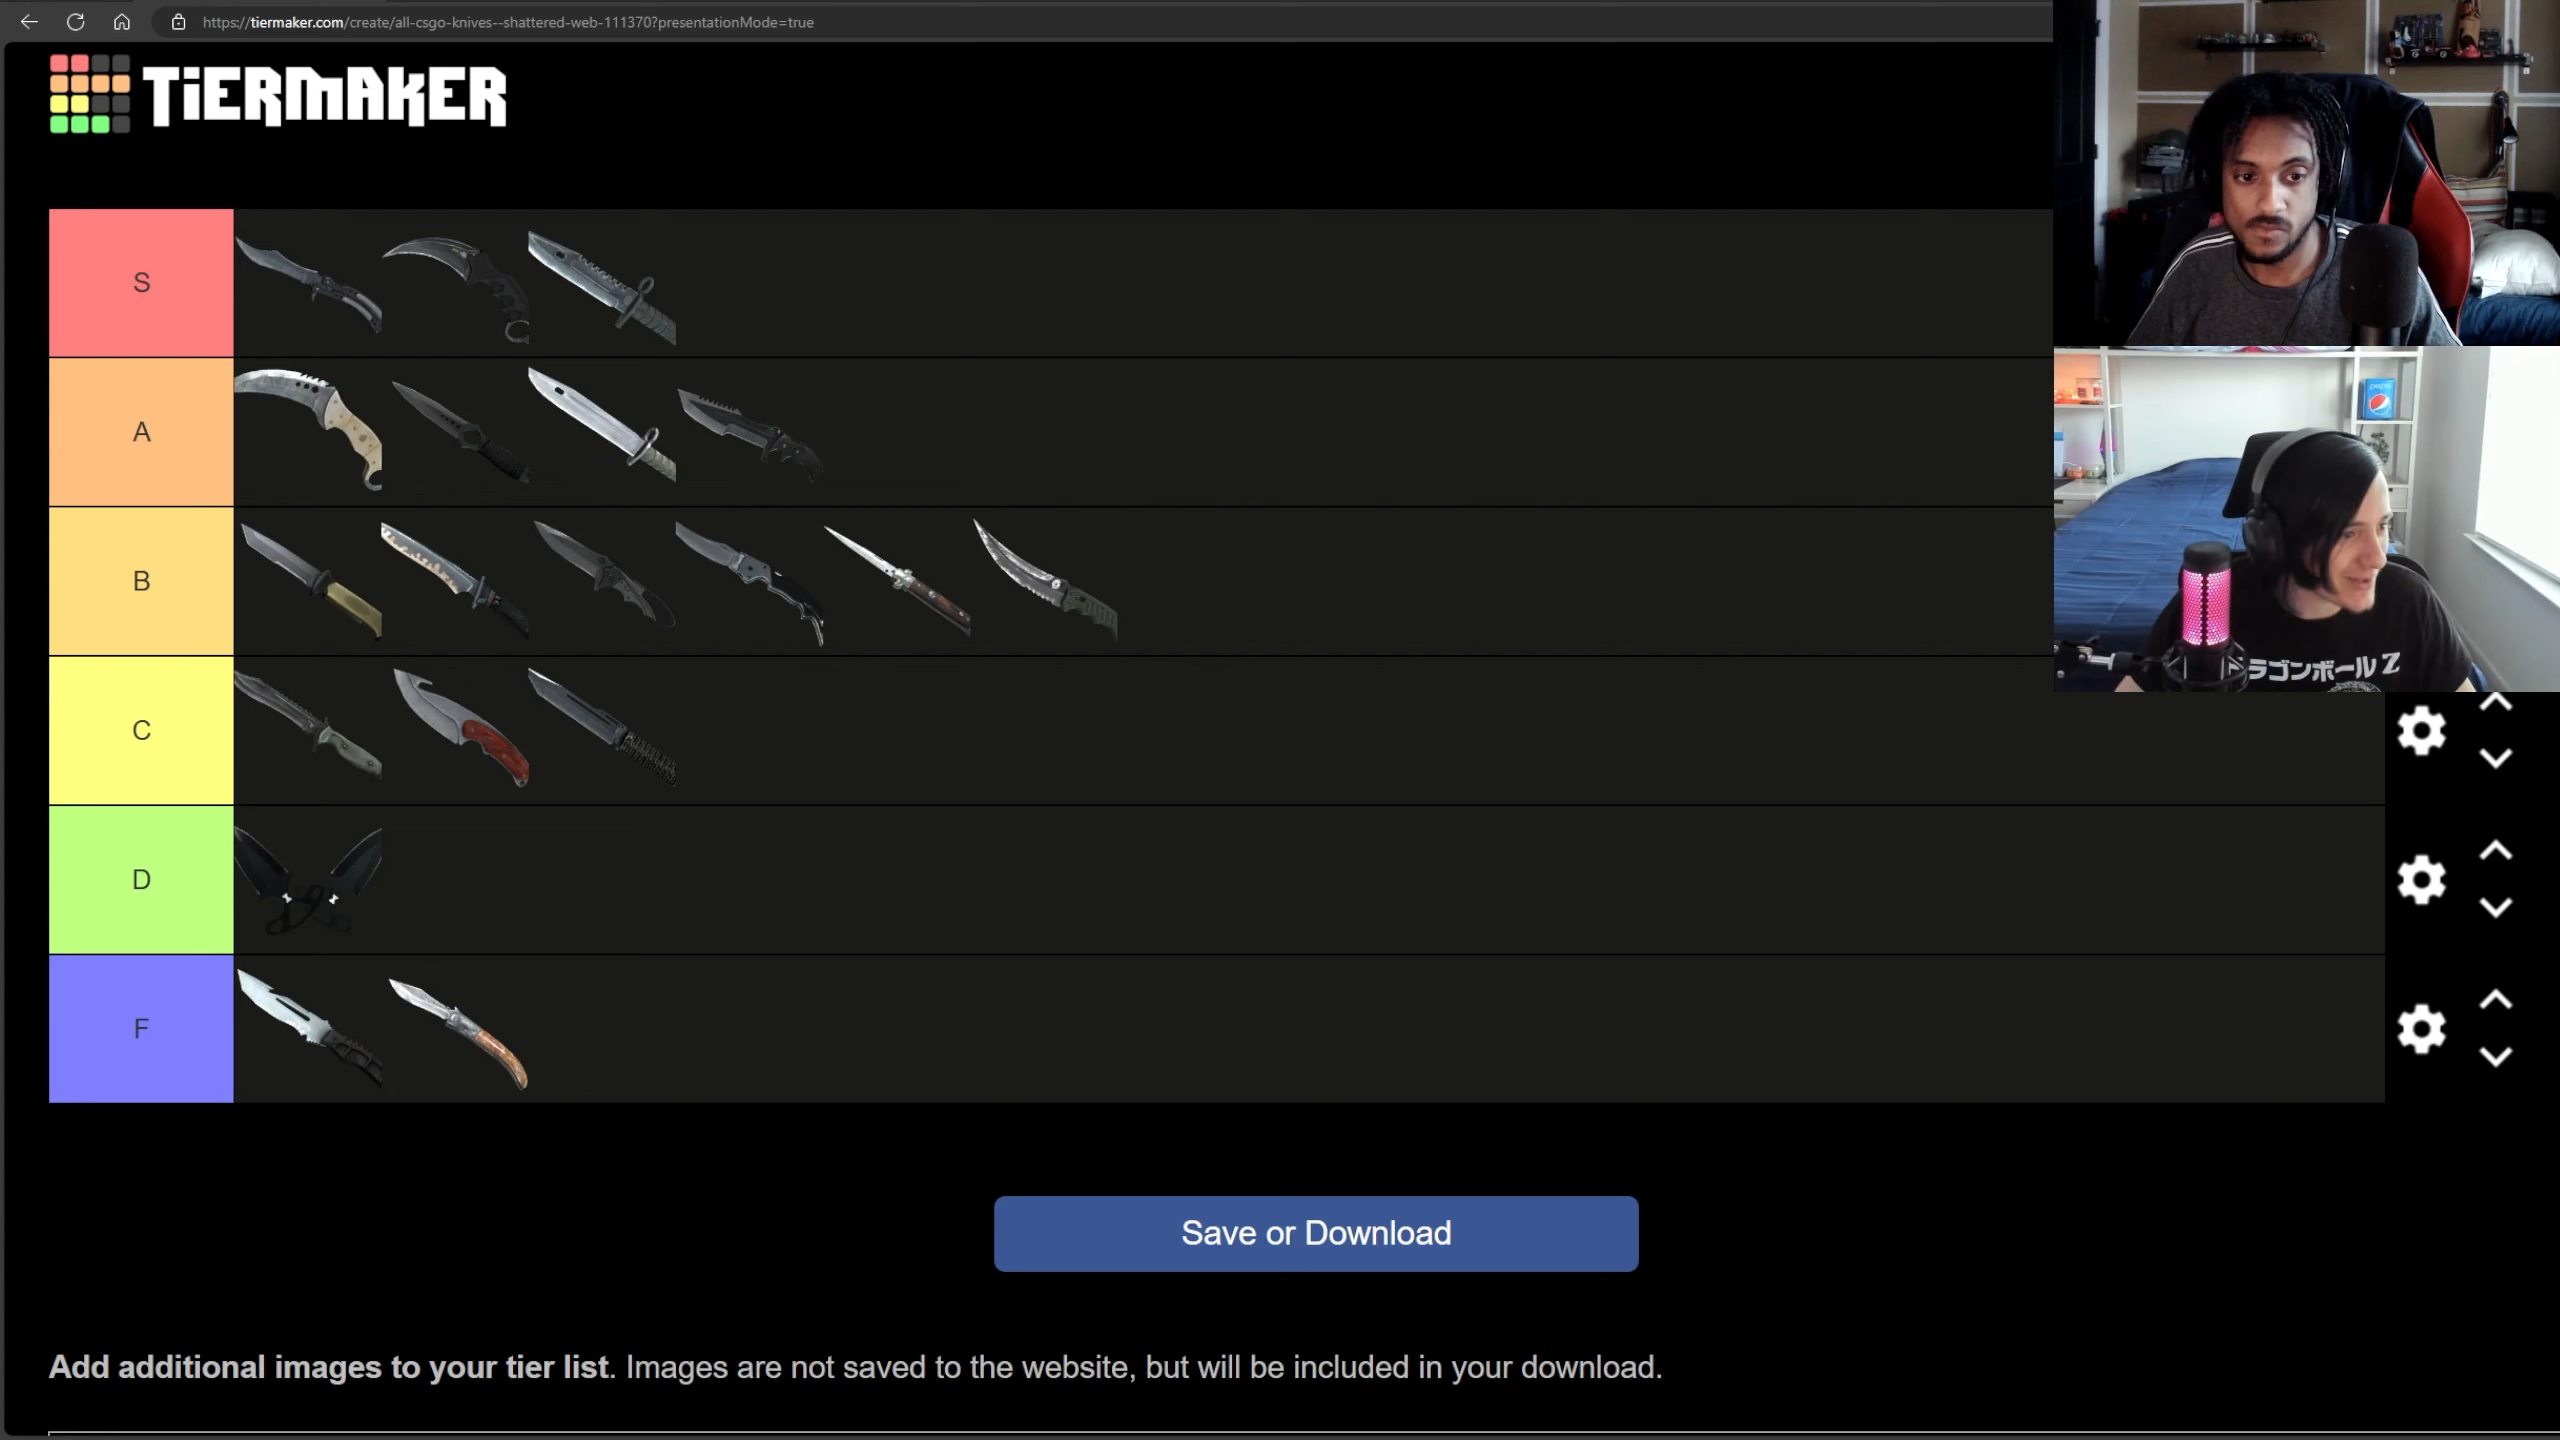 https://tiermaker.com/create/all-csgo-knives--shattered-web-111370?presentationMode=true
TiERMAKER
S
A
B
C
D
F
pepsi
ラゴンボールZ
Save or Download
Add additional images to your tier list. Images are not saved to the website, but will be included in your download.